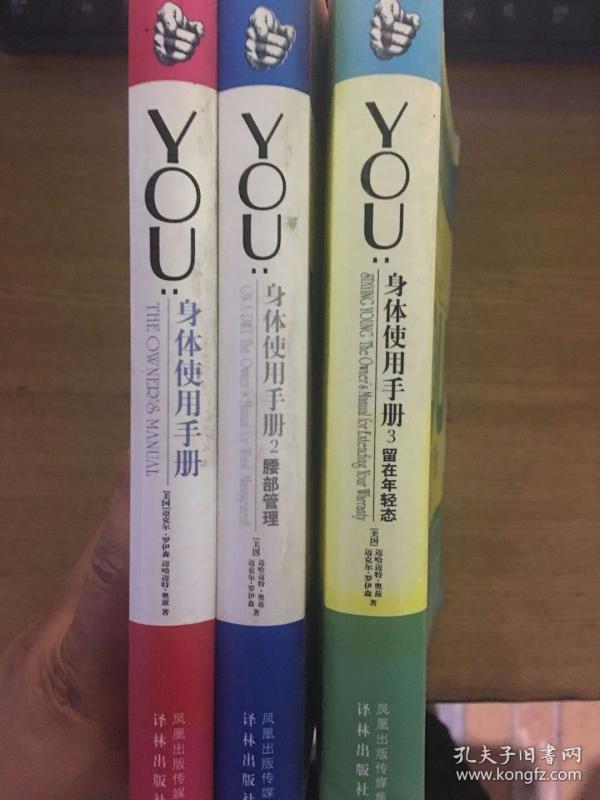 YOU:
身体使用手册
THE OWNER'S MANUAL
[美国]迈克尔·罗伊森 迈哈迈特·奥兹 著
凤凰出版传媒
译林出版社
YOU:
身体使用手册2 腰部管理
ON A DIET The Owner's Manual for Waist Management
[美国]迈哈迈特·奥兹
迈克尔·罗伊森 著
凤凰出版传媒
译林出版社
YOU:
身体使用手册3 留在年轻态
STAYING YOUNG The Owner's Manual for Extending Your Warranty
[美国]迈哈迈特·奥兹
迈克尔·罗伊森 著
凤凰出版传媒集
译林出版社
孔夫子旧书网
www.kongfz.com